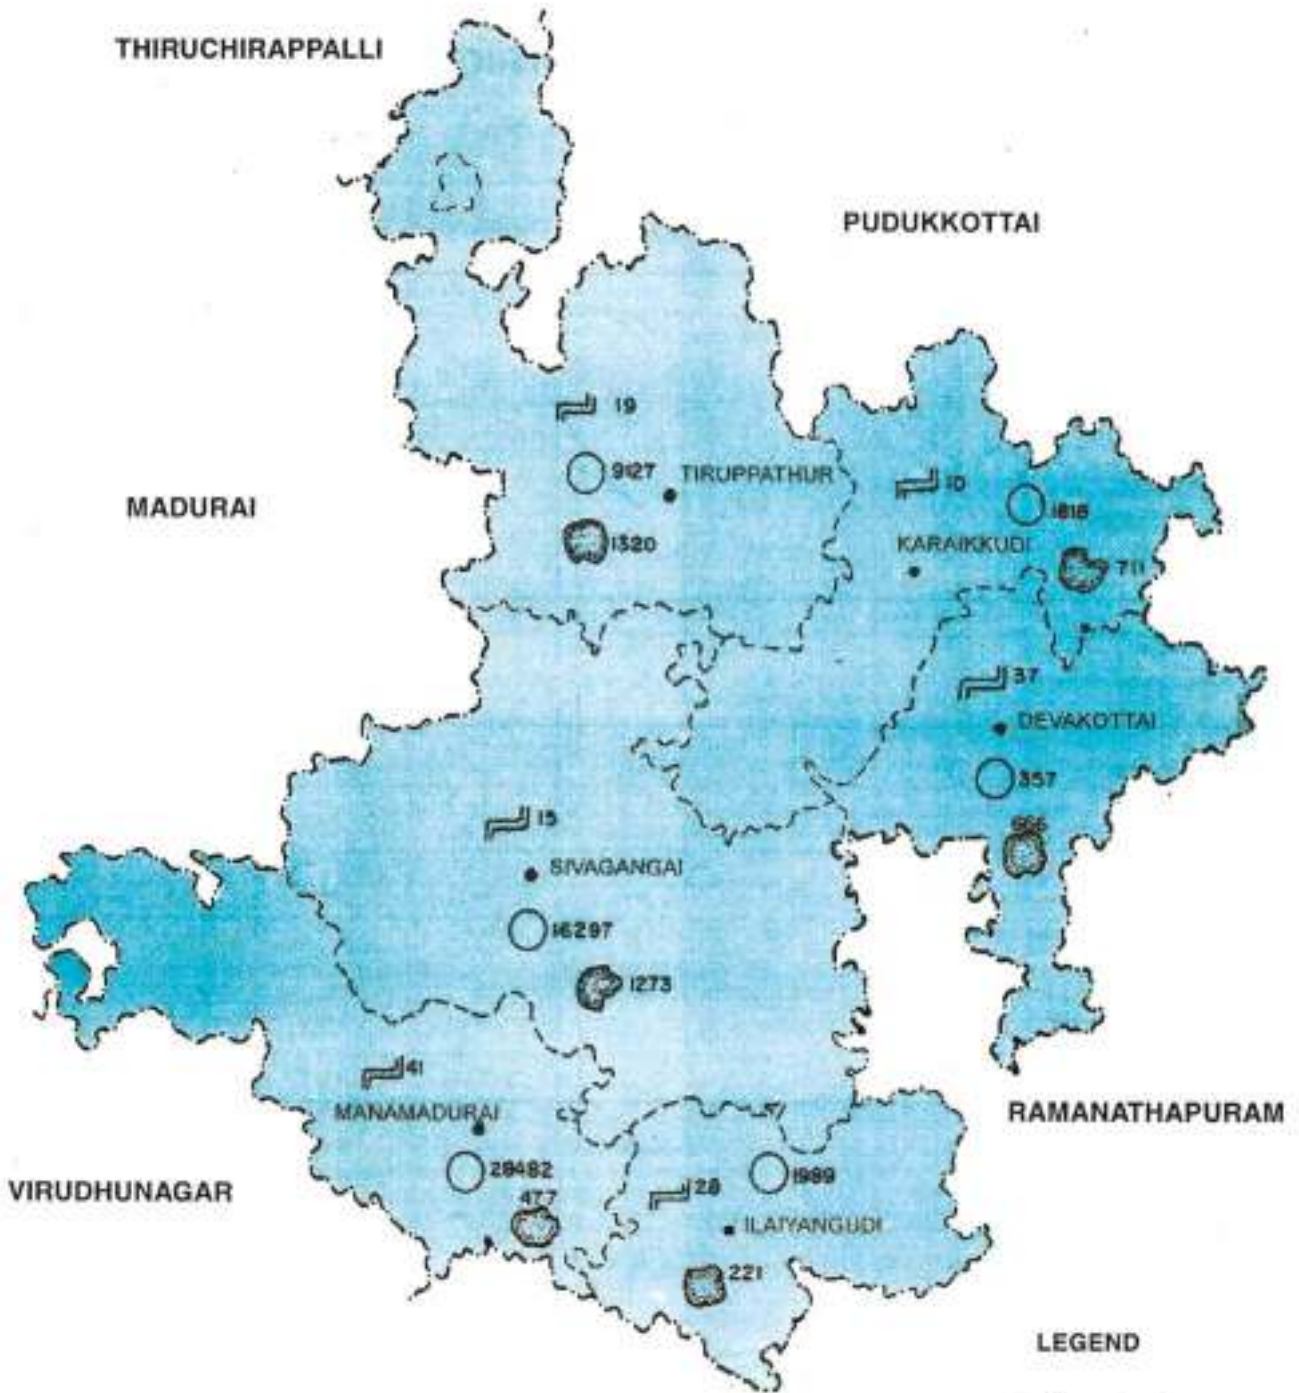 THIRUCHIRAPPALLI
PUDUKKOTTAI
19
9127
TIRUPPATHUR
1320
MADURAI
10
1818
KARAIKKUDI
711
37
DEVAKOTTAI
357
15
SIVAGANGAI
16297
1273
41
MANAMADURAI
28482
477
RAMANATHAPURAM
VIRUDHUNAGAR
28
1989
ILAIYANGUDI
221
LEGEND